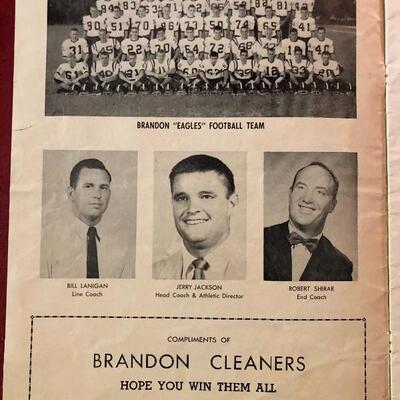 BRANDON "EAGLES" FOOTBALL TEAM
BILL LANIGAN
Line Coach
JERRY JACKSON
Head Coach & Athletic Director
ROBERT SHIRAR
End Coach
COMPLIMENTS OF
BRANDON CLEANERS
HOPE YOU WIN THEM ALL